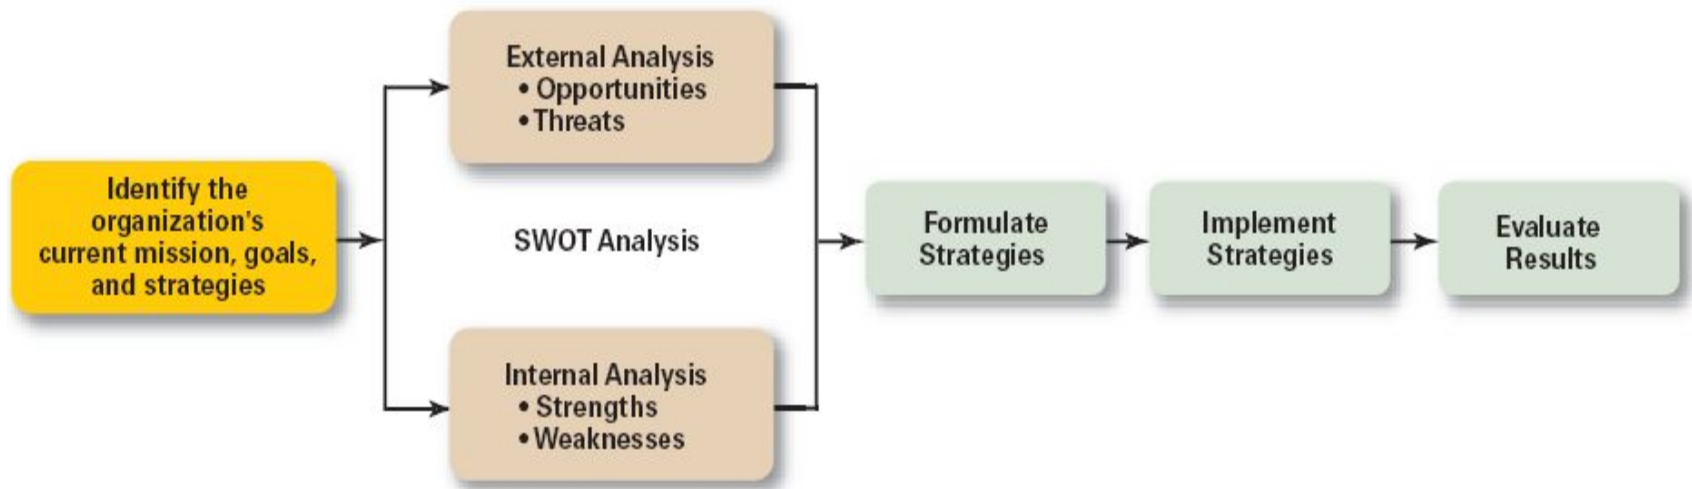 Identify the
organization's
current mission, goals,
and strategies
External Analysis
• Opportunities
• Threats
SWOT Analysis
Internal Analysis
• Strengths
• Weaknesses
Formulate
Strategies
Implement
Strategies
Evaluate
Results